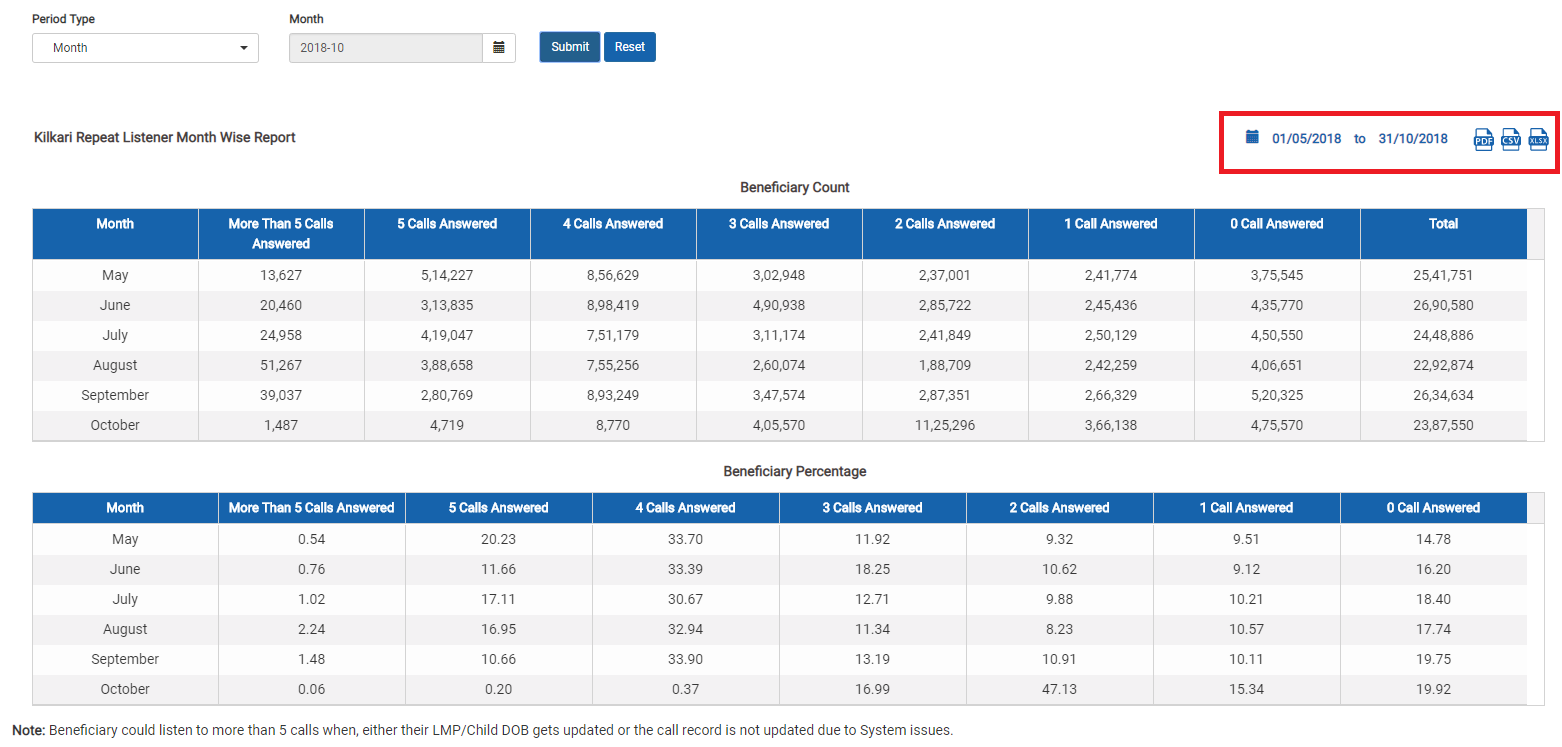 Period Type Month
Month 2018-10 Submit Reset
Kilkari Repeat Listener Month Wise Report 01/05/2018 to 31/10/2018 PDF CSV XLSX
Beneficiary Count
Month More Than 5 Calls Answered 5 Calls Answered 4 Calls Answered 3 Calls Answered 2 Calls Answered 1 Call Answered 0 Call Answered Total
May 13,627 5,14,227 8,56,629 3,02,948 2,37,001 2,41,774 3,75,545 25,41,751
June 20,460 3,13,835 8,98,419 4,90,938 2,85,722 2,45,436 4,35,770 26,90,580
July 24,958 4,19,047 7,51,179 3,11,174 2,41,849 2,50,129 4,50,550 24,48,886
August 51,267 3,88,658 7,55,256 2,60,074 1,88,709 2,42,259 4,06,651 22,92,874
September 39,037 2,80,769 8,93,249 3,47,574 2,87,351 2,66,329 5,20,325 26,34,634
October 1,487 4,719 8,770 4,05,570 11,25,296 3,66,138 4,75,570 23,87,550
Beneficiary Percentage
Month More Than 5 Calls Answered 5 Calls Answered 4 Calls Answered 3 Calls Answered 2 Calls Answered 1 Call Answered 0 Call Answered
May 0.54 20.23 33.70 11.92 9.32 9.51 14.78
June 0.76 11.66 33.39 18.25 10.62 9.12 16.20
July 1.02 17.11 30.67 12.71 9.88 10.21 18.40
August 2.24 16.95 32.94 11.34 8.23 10.57 17.74
September 1.48 10.66 33.90 13.19 10.91 10.11 19.75
October 0.06 0.20 0.37 16.99 47.13 15.34 19.92
Note: Beneficiary could listen to more than 5 calls when, either their LMP/Child DOB gets updated or the call record is not updated due to System issues.